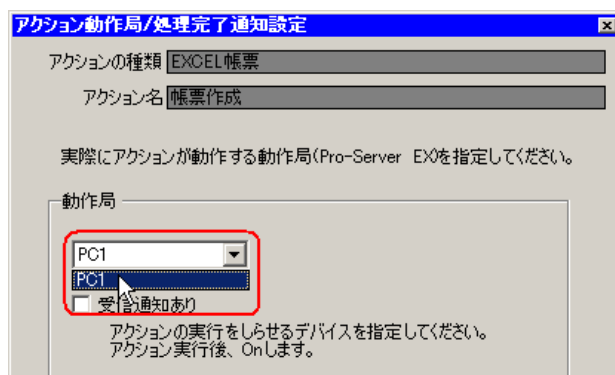 アクション動作局/処理完了通知設定
アクションの種類 EXCEL帳票
アクション名 帳票作成
実際にアクションが動作する動作局(Pro-Server EX)を指定してください。
動作局
PC1
PC1
受信通知あり
アクションの実行をしらせるデバイスを指定してください。
アクション実行後、Onします。